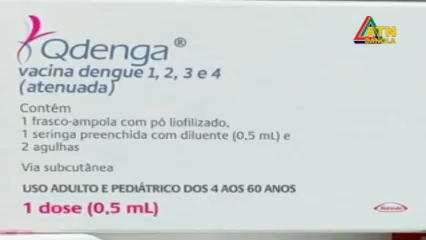 ATN
BANGLA
Qdenga®
vacina dengue 1, 2, 3 e 4
(atenuada)
Contém
1 frasco-ampola com pó liofilizado,
1 seringa preenchida com diluente (0,5 mL) e
2 agulhas
Via subcutânea
USO ADULTO E PEDIÁTRICO DOS 4 AOS 60 ANOS
1 dose (0,5 mL)
Takeda